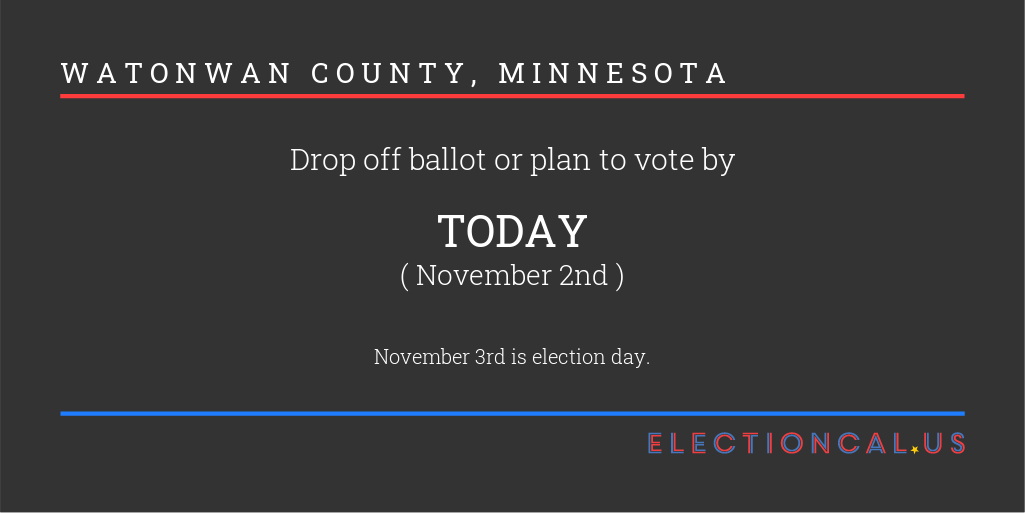 WATONWAN COUNTY, MINNESOTA
Drop off ballot or plan to vote by
TODAY
( November 2nd )
November 3rd is election day.
ELECTIONCAL.US